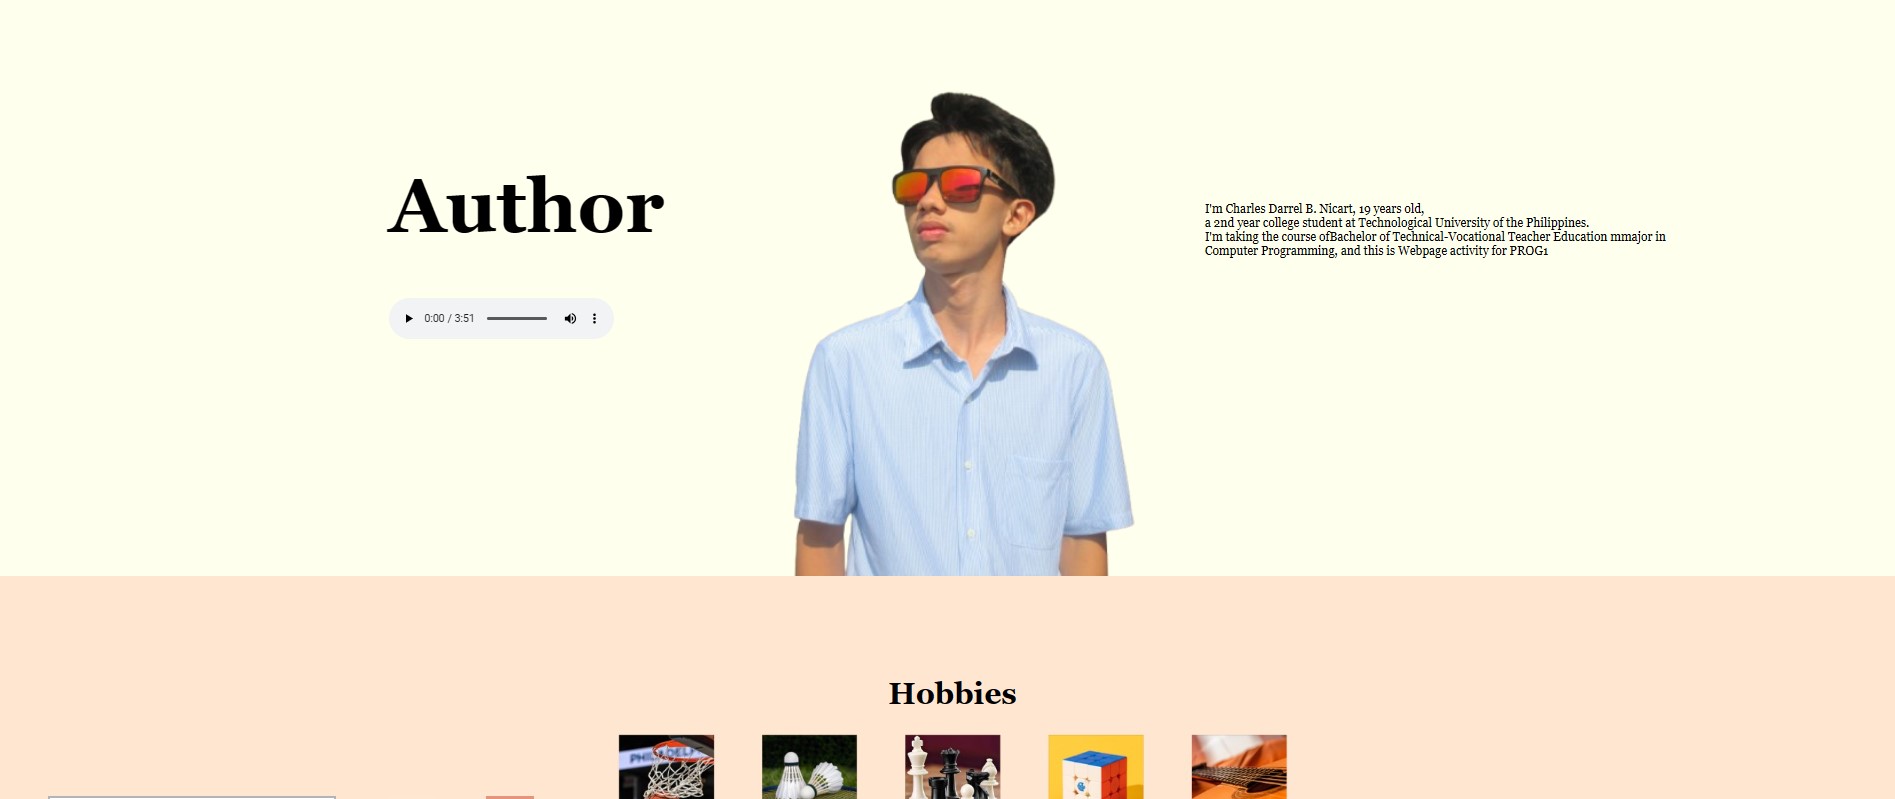 Author
0:00 / 3:51
I'm Charles Darrel B. Nicart, 19 years old,
a 2nd year college student at Technological University of the Philippines.
I'm taking the course ofBachelor of Technical-Vocational Teacher Education mmajor in
Computer Programming, and this is Webpage activity for PROG1
Hobbies